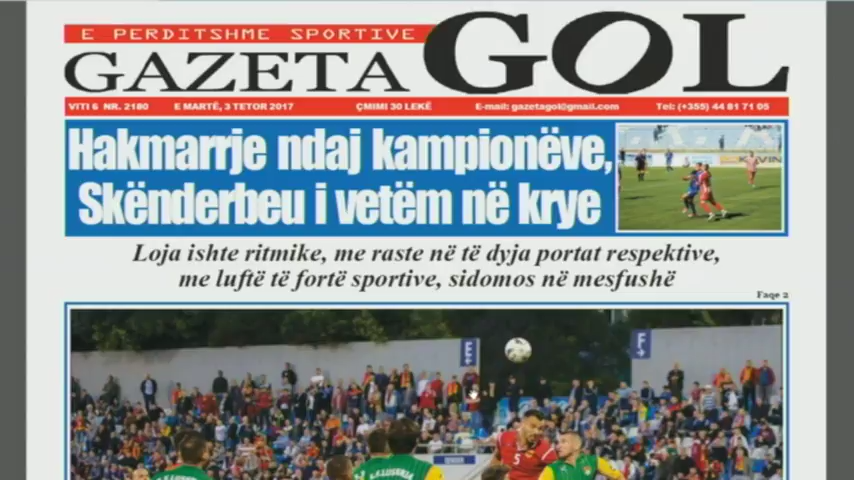 E PERDITSHME SPORTIVE
GAZETA GOL
VITI 6 NR. 2180 E MARTË, 3 TETOR 2017 ÇMIMI 30 LEKË E-mail: gazetagol@gmail.com Tel: (+355) 44 81 71 05
Hakmarrje ndaj kampionëve,
Skënderbeu i vetëm në krye
Loja ishte ritmike, me raste në të dyja portat respektive,
me luftë të fortë sportive, sidomos në mesfushë
Faqe 2
E
F
5